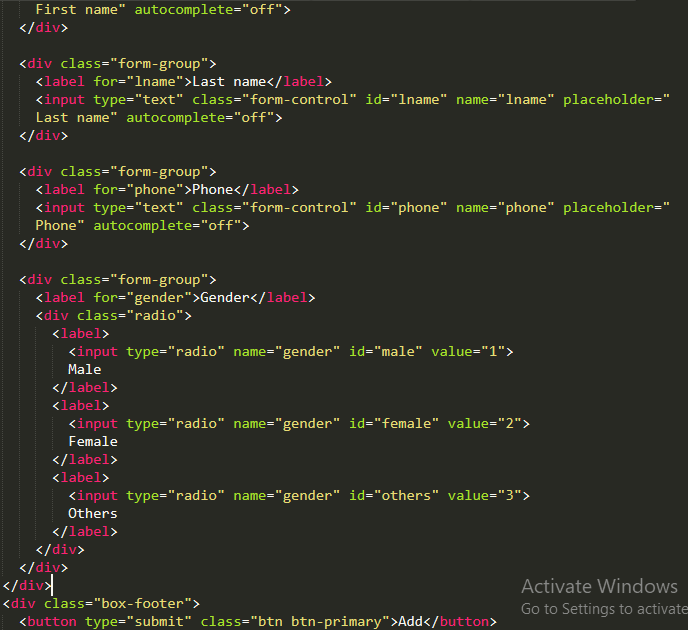 First name" autocomplete="off">
</div>
<div class="form-group">
<label for="lname">Last name</label>
<input type="text" class="form-control" id="lname" name="lname" placeholder="
Last name" autocomplete="off">
</div>
<div class="form-group">
<label for="phone">Phone</label>
<input type="text" class="form-control" id="phone" name="phone" placeholder="
Phone" autocomplete="off">
</div>
<div class="form-group">
<label for="gender">Gender</label>
<div class="radio">
<label>
<input type="radio" name="gender" id="male" value="1">
Male
</label>
<label>
<input type="radio" name="gender" id="female" value="2">
Female
</label>
<label>
<input type="radio" name="gender" id="others" value="3">
Others
</label>
</div>
</div>
</div>
<div class="box-footer">
<button type="submit" class="btn btn-primary">Add</button>
Activate Windows
Go to Settings to activate